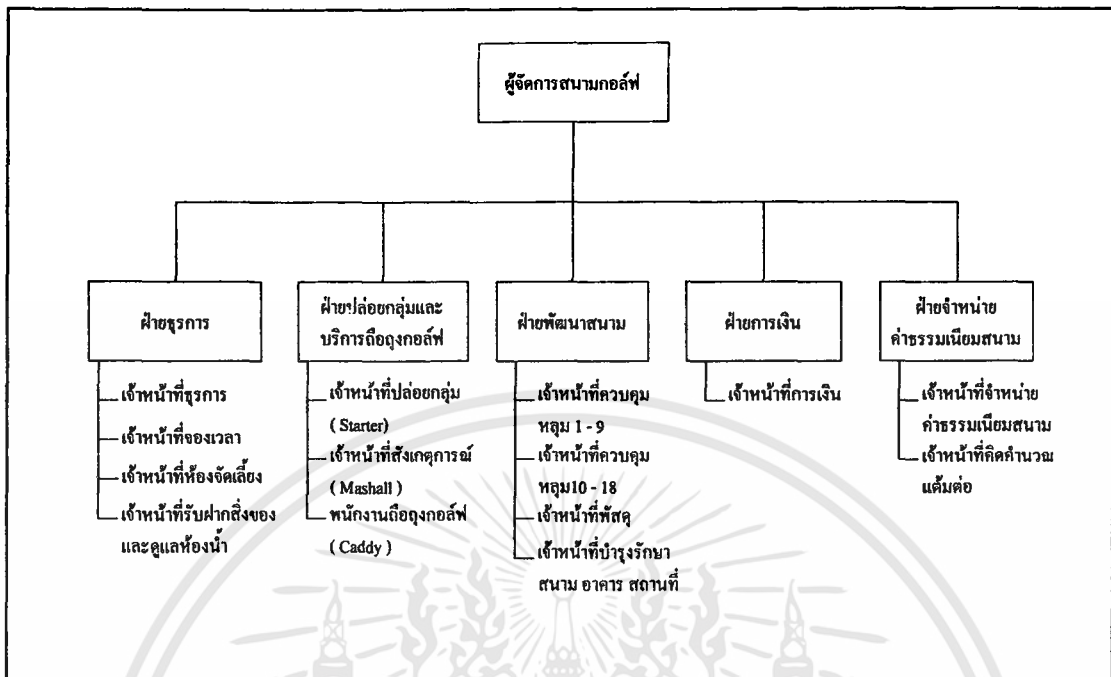 ผู้จัดการสนามกอล์ฟ
ฝ่ายธุรการ
เจ้าหน้าที่ธุรการ
เจ้าหน้าที่จองเวลา
เจ้าหน้าที่ห้องจัดเลี้ยง
เจ้าหน้าที่รับฝากสิ่งของ
และดูแลห้องน้ำ
ฝ่ายปล่อยกลุ่มและ
บริการถือถุงกอล์ฟ
เจ้าหน้าที่ปล่อยกลุ่ม
( Starter)
เจ้าหน้าที่สังเกตุการณ์
( Mashall )
พนักงานถือถุงกอล์ฟ
( Caddy )
ฝ่ายพัฒนาสนาม
เจ้าหน้าที่ควบคุม
หลุม 1 - 9
เจ้าหน้าที่ควบคุม
หลุม10 - 18
เจ้าหน้าที่พัสดุ
เจ้าหน้าที่บำรุงรักษา
สนาม อาคาร สถานที่
ฝ่ายการเงิน
เจ้าหน้าที่การเงิน
ฝ่ายจำหน่าย
ค่าธรรมเนียมสนาม
เจ้าหน้าที่จำหน่าย
ค่าธรรมเนียมสนาม
เจ้าหน้าที่คิดคำนวณ
แต้มต่อ